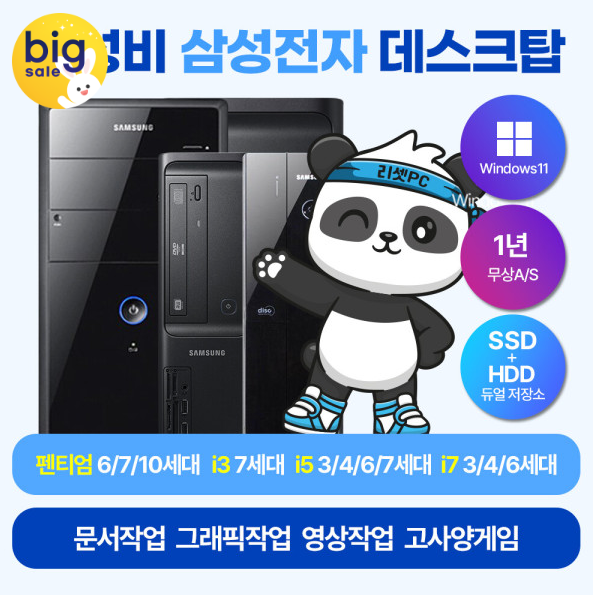 big
sale
성비 삼성전자 데스크탑
SAMSUNG
SAMSUNG
리셋PC
Windows11
1년
무상A/S
SSD
+
HDD
듀얼 저장소
disc
펜티엄 6/7/10세대 i3 7세대 i5 3/4/6/7세대 i7 3/4/6세대
문서작업 그래픽작업 영상작업 고사양게임